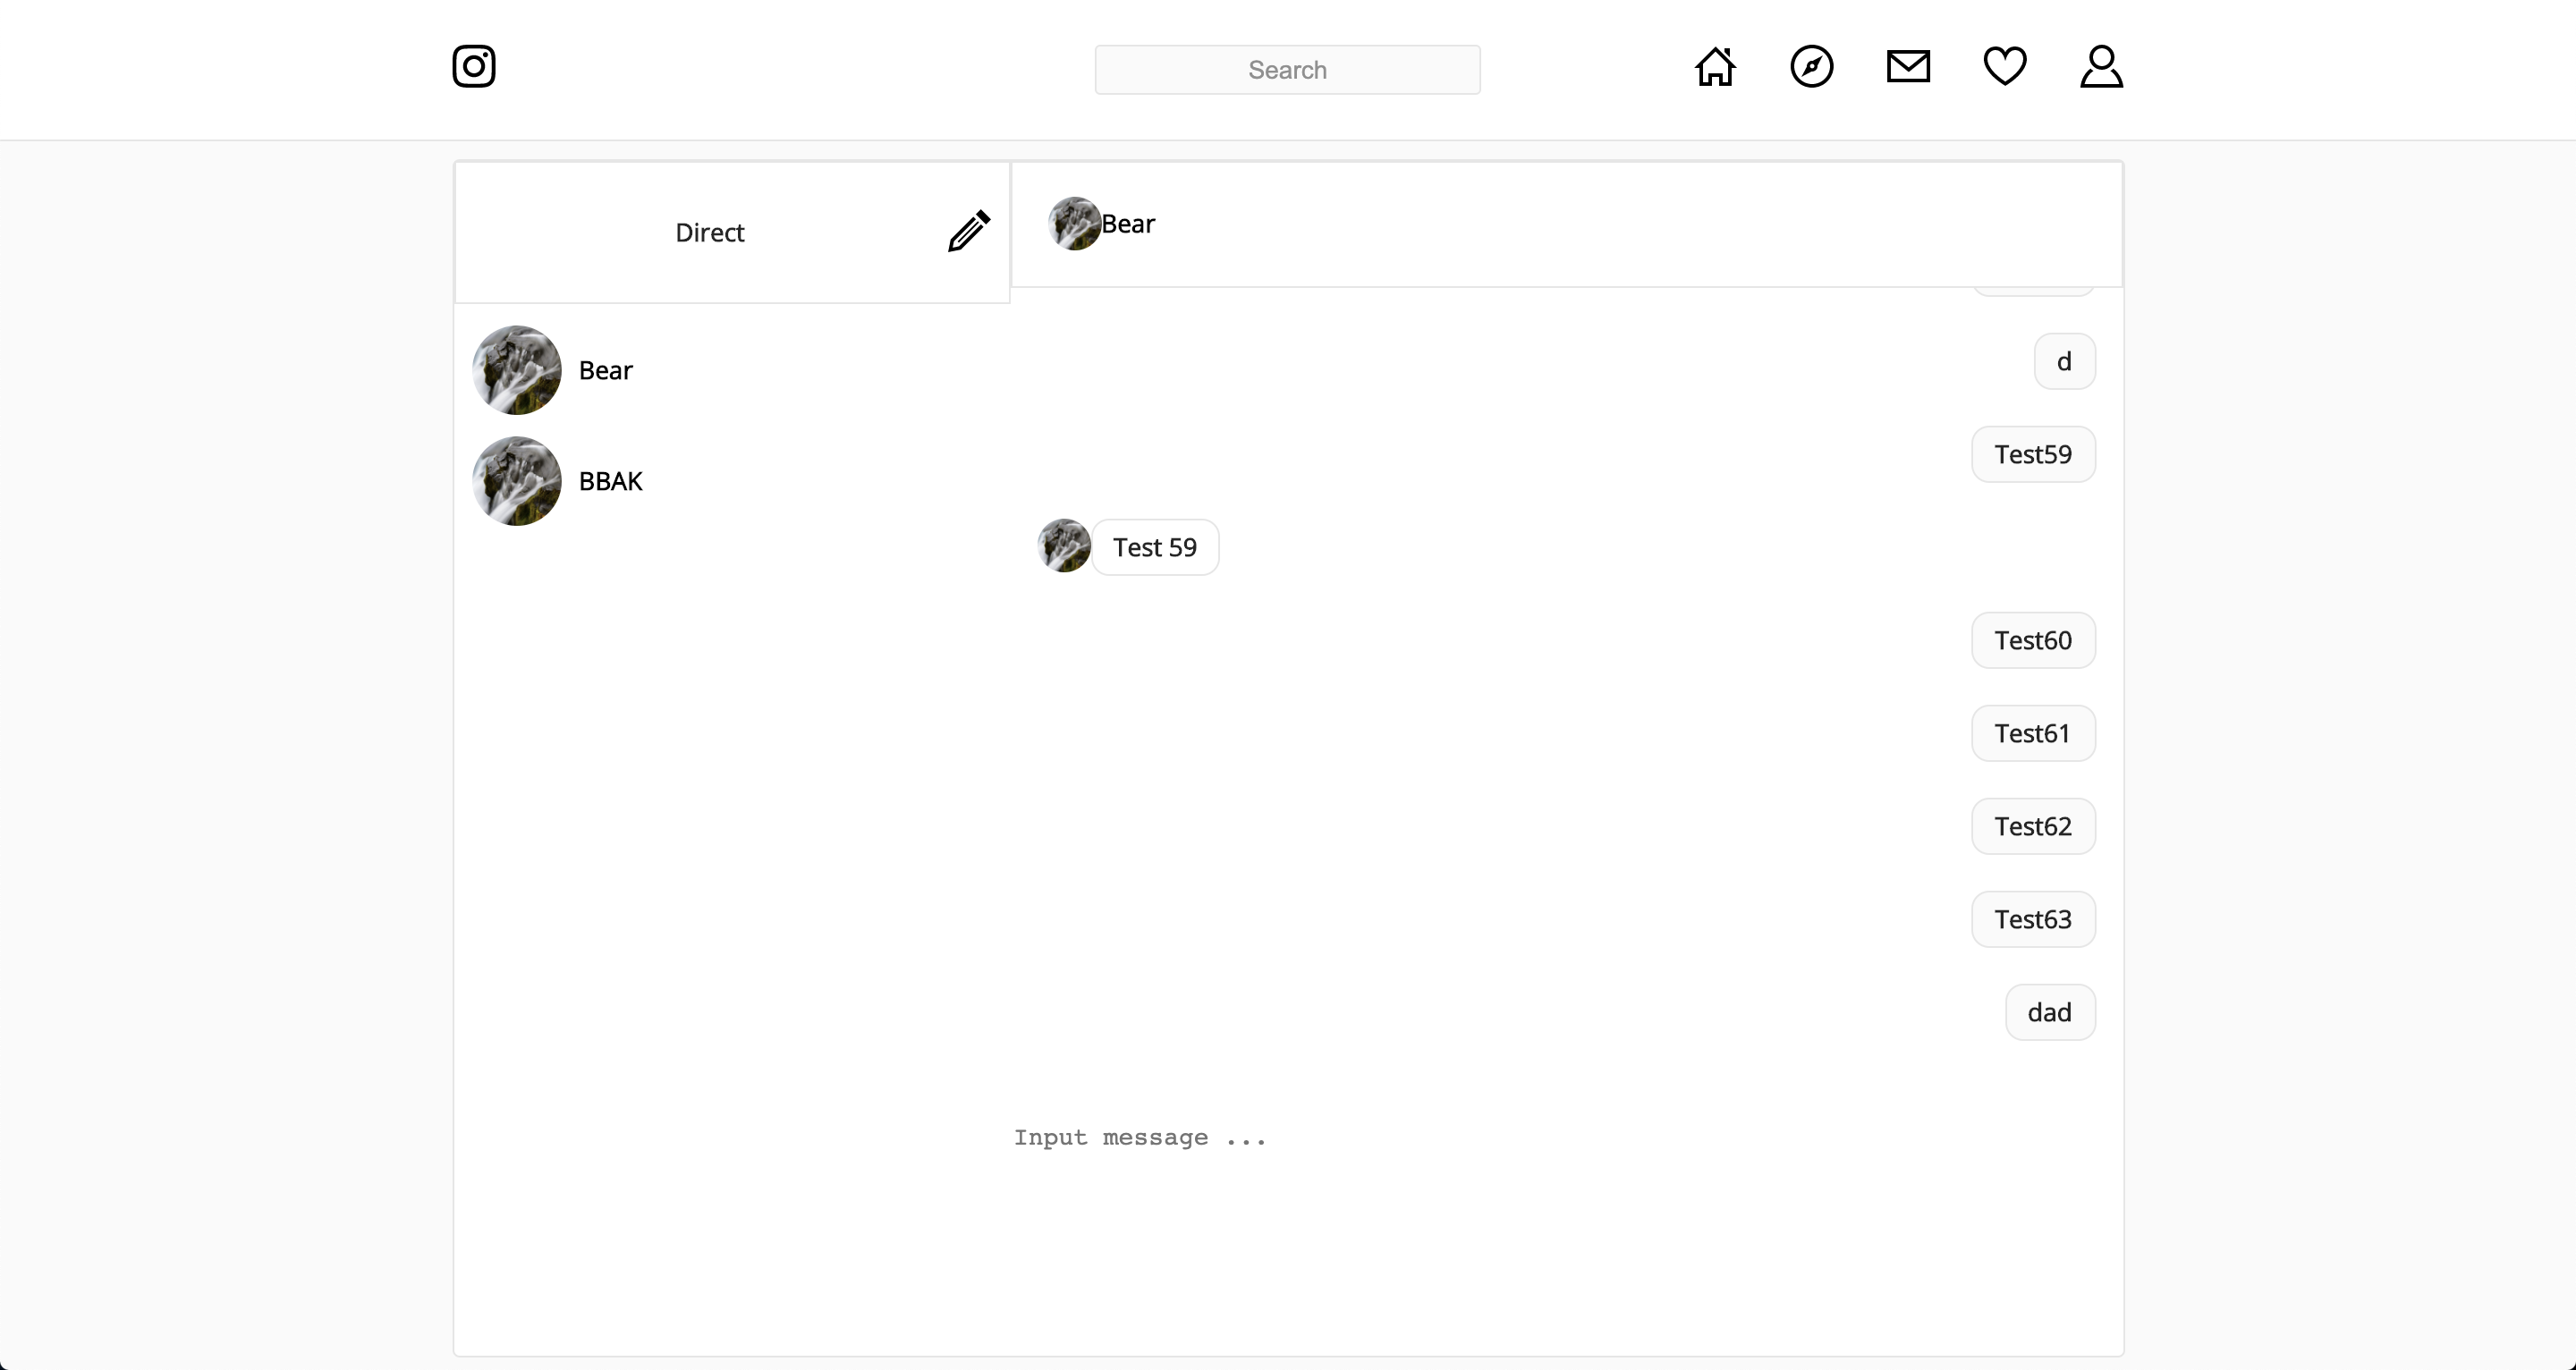 Search
Direct
Bear
Bear
BBAK
d
Test59
Test 59
Test60
Test61
Test62
Test63
dad
Input message ...